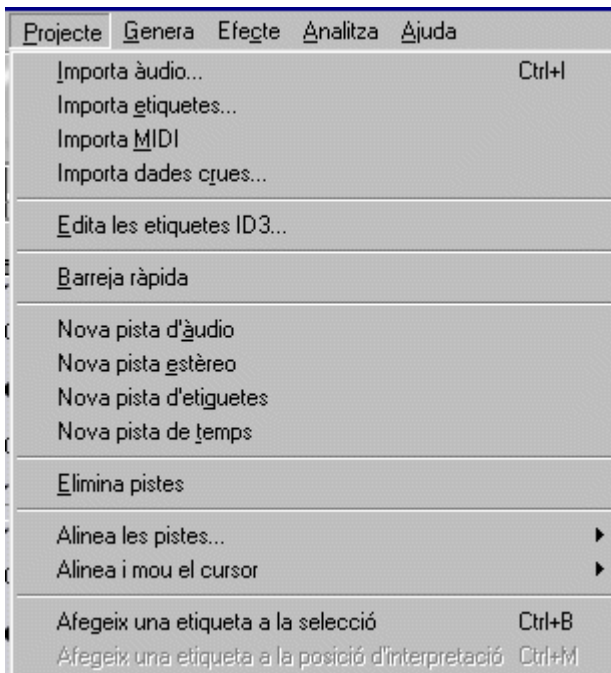 Projecte Genera Efecte Analitza Ajuda
Importa àudio... Ctrl+I
Importa etiquetes...
Importa MIDI
Importa dades crues...
Edita les etiquetes ID3...
Barreja ràpida
Nova pista d'àudio
Nova pista estèreo
Nova pista d'etiguetes
Nova pista de temps
Elimina pistes
Alinea les pistes...
Alinea i mou el cursor
Afegeix una etiqueta a la selecció Ctrl+B
Afegeix una etiqueta a la posició d'interpretació Ctrl+M